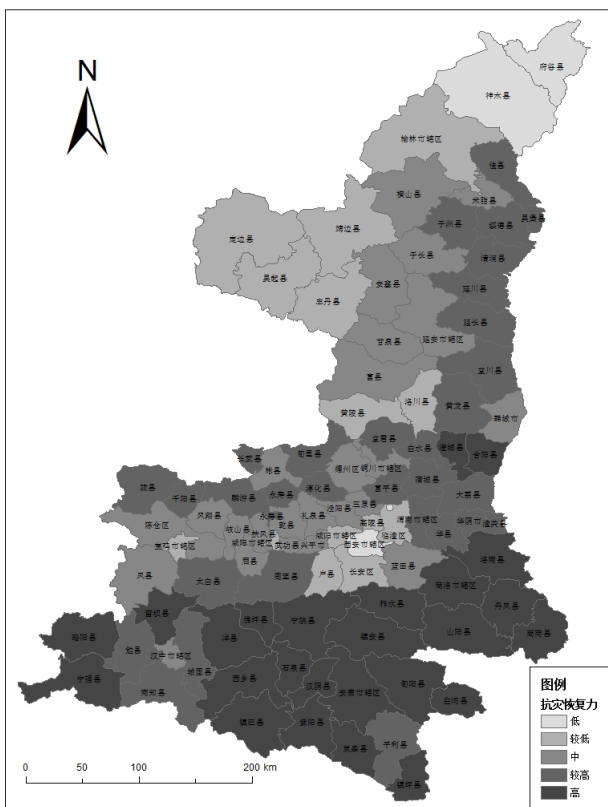 N
府谷县
神木县
榆林市辖区
佳县
横山县
米脂县
吴堡县
子洲县
绥德县
靖边县
定边县
子长县
清涧县
吴起县
安塞县
志丹县
延川县
延长县
延安市辖区
甘泉县
宜川县
富县
洛川县
黄龙县
黄陵县
韩城市
宜君县
白水县
澄城县
合阳县
旬邑县
长武县
彬县
耀州区
铜川市辖区
蒲城县
陇县
千阳县
麟游县
永寿县
淳化县
富平县
大荔县
陈仓区
凤翔县
永寿县
礼泉县
泾阳县
三原县
岐山县
扶风县
乾县
高陵县
渭南市辖区
华阴市
潼关县
宝鸡市辖区
咸阳市辖区
武功县
兴平市
咸阳市辖区
西安市辖区
临潼区
华县
眉县
凤县
太白县
周至县
户县
长安区
蓝田县
洛南县
商洛市辖区
柞水县
丹凤县
留坝县
佛坪县
宁陕县
略阳县
洋县
镇安县
山阳县
商南县
勉县
汉中市辖区
城固县
石泉县
宁强县
西乡县
汉阴县
旬阳县
南郑县
安康市辖区
白河县
镇巴县
紫阳县
平利县
岚皋县
镇坪县
0 50 100 200 km
图例
抗灾恢复力
低
较低
中
较高
高